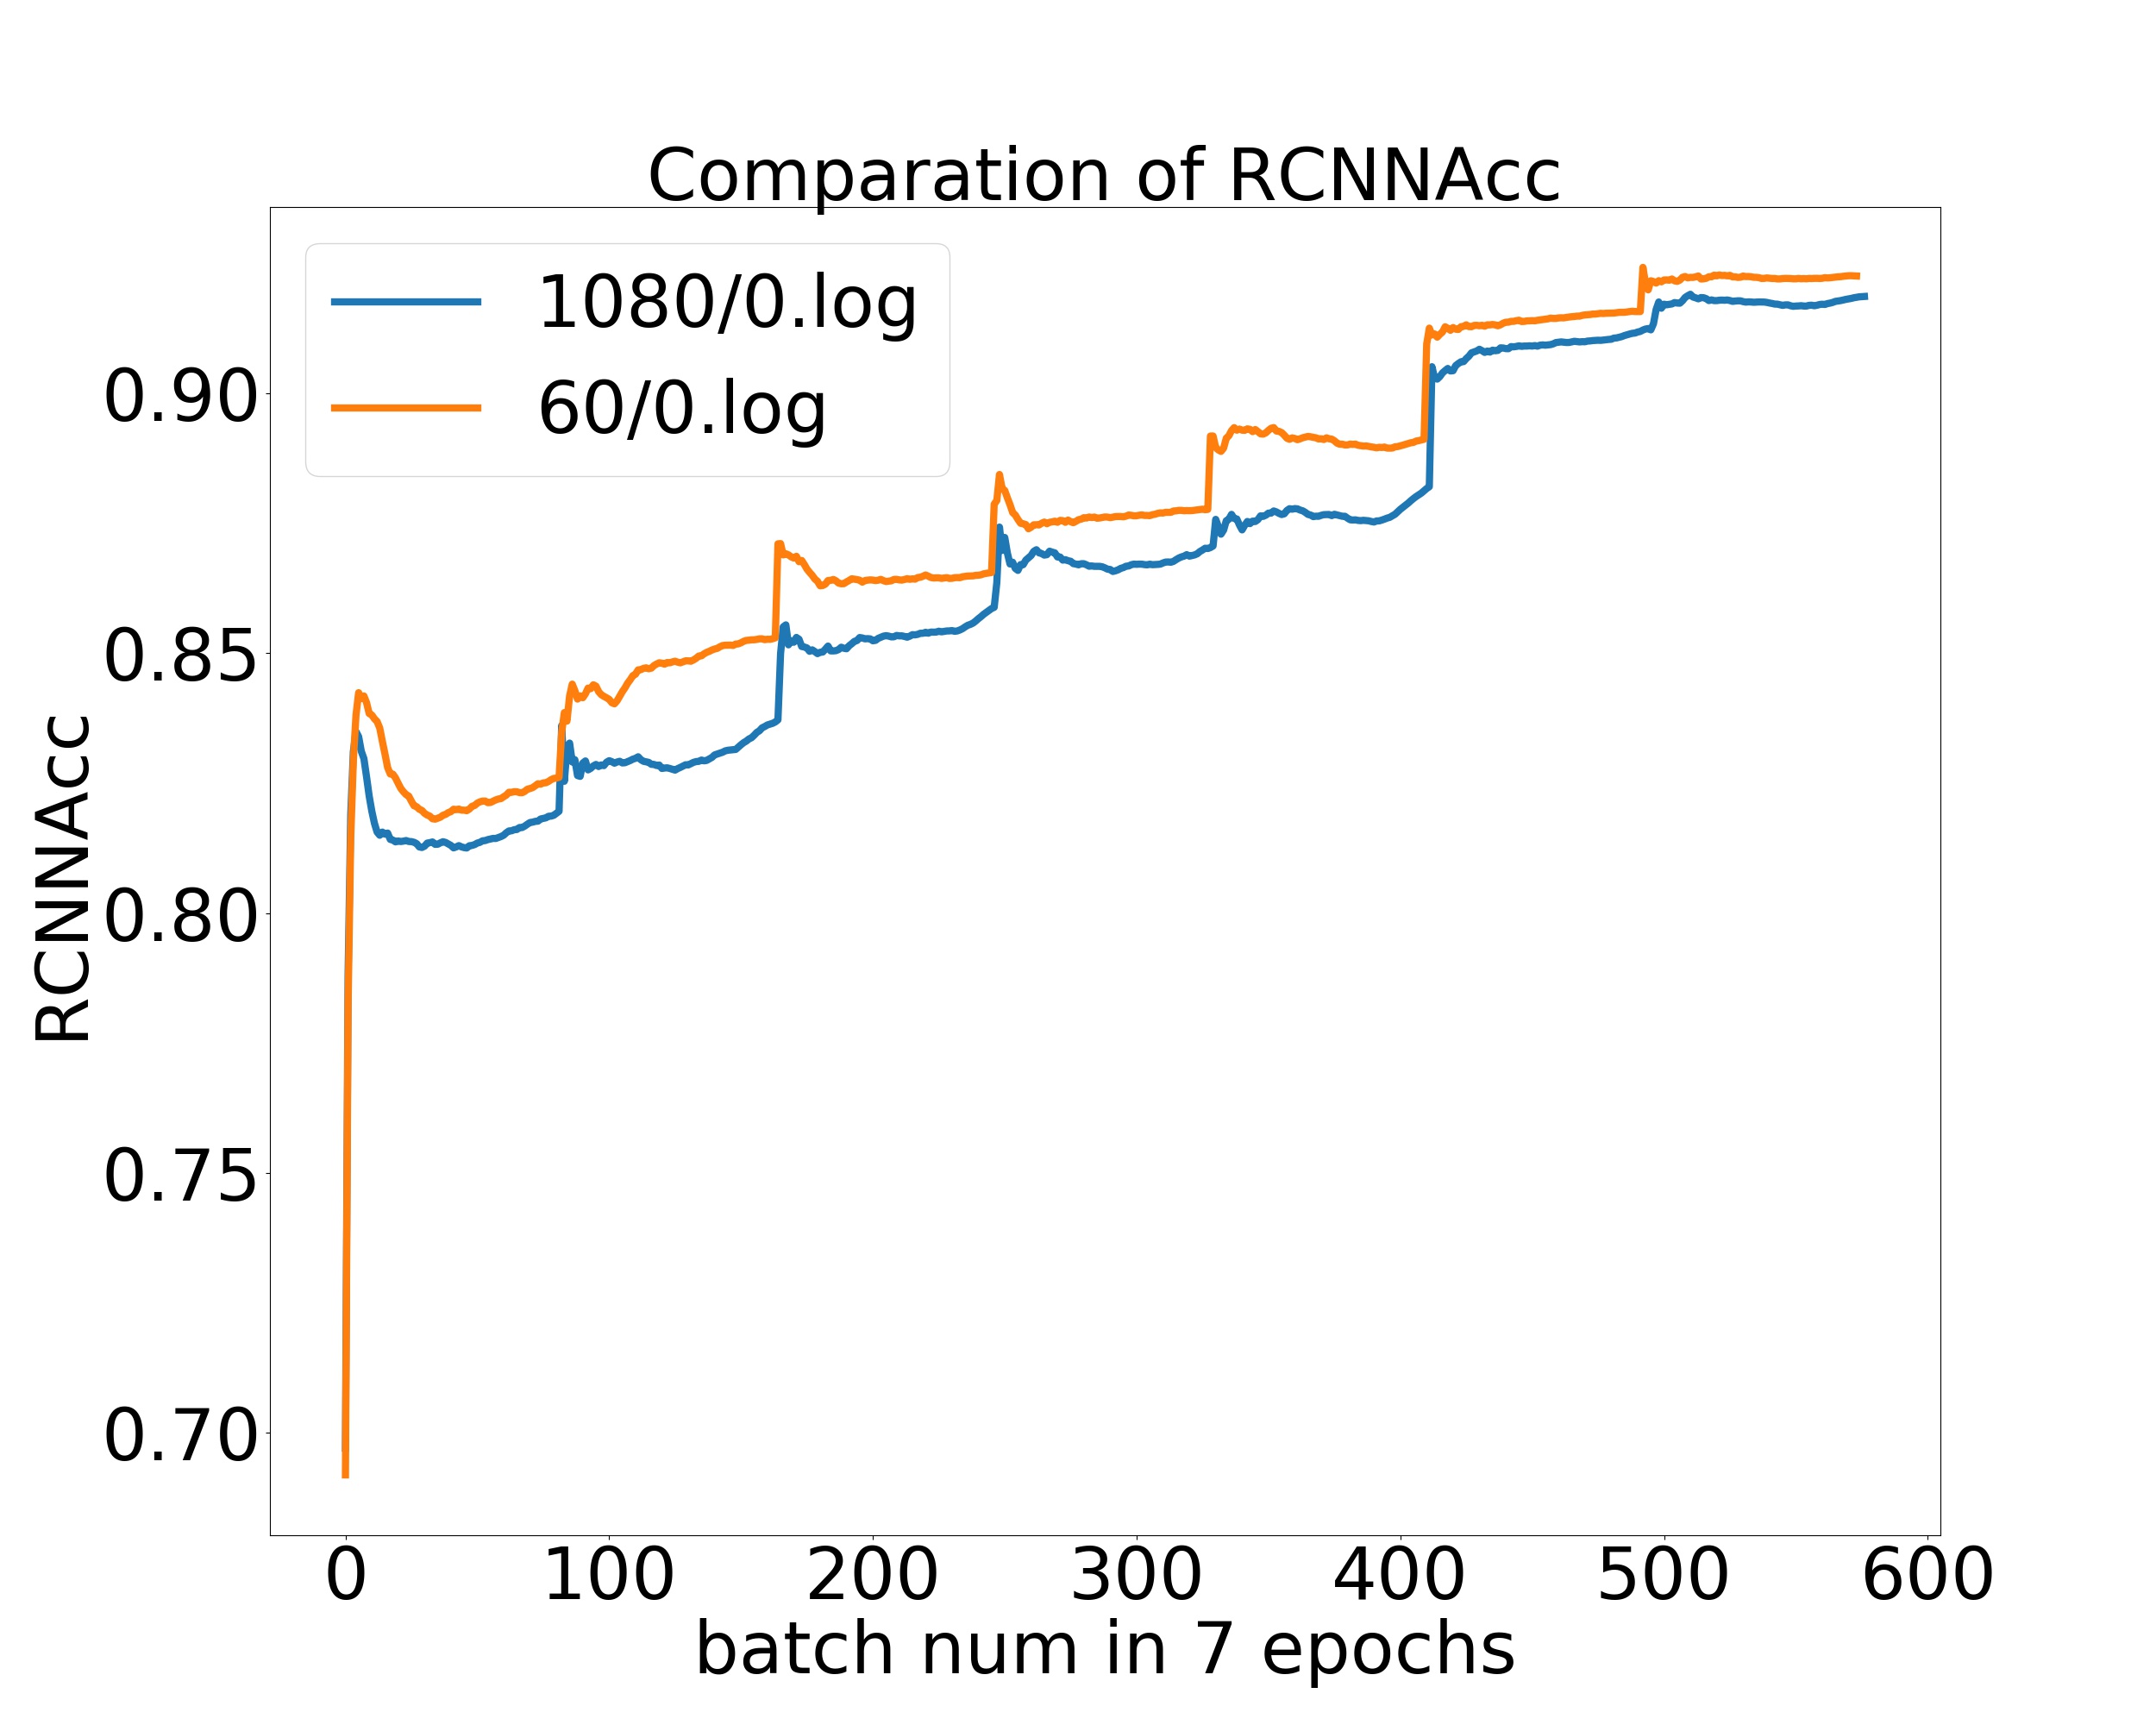 Comparation of RCNNAcc
1080/0.log
60/0.log
RCNNAcc
0.90
0.85
0.80
0.75
0.70
0 100 200 300 400 500 600
batch num in 7 epochs